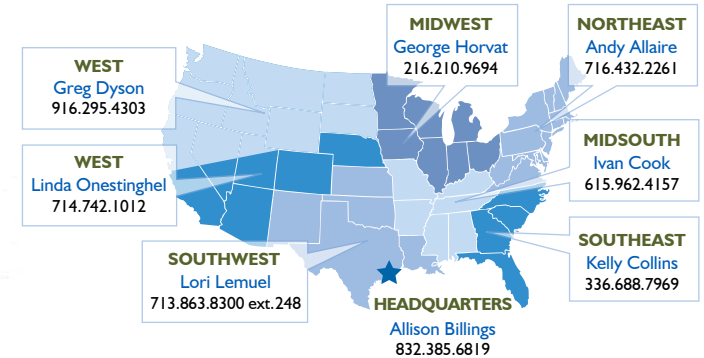 MIDWEST
George Horvat
216.210.9694
NORTHEAST
Andy Allaire
716.432.2261
WEST
Greg Dyson
916.295.4303
MIDSOUTH
Ivan Cook
615.962.4157
WEST
Linda Onestinghel
714.742.1012
SOUTHEAST
Kelly Collins
336.688.7969
SOUTHWEST
Lori Lemuel
713.863.8300 ext.248
HEADQUARTERS
Allison Billings
832.385.6819